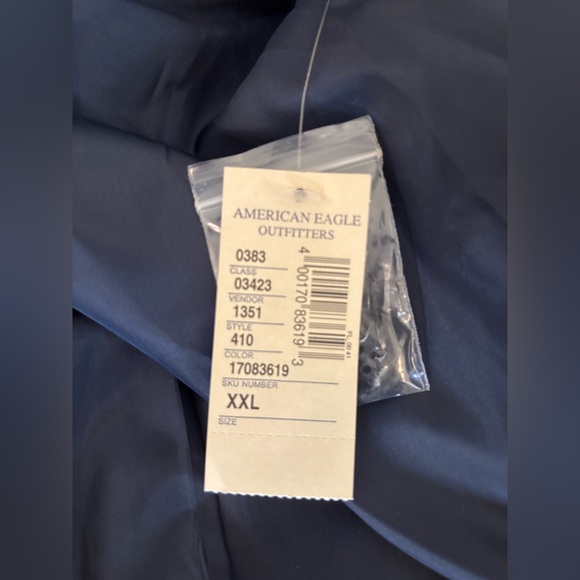 AMERICAN EAGLE
OUTFITTERS
0383
CLASS
03423
VENDOR
1351
STYLE
410
COLOR
17083619
SKU NUMBER
XXL
SIZE
4 00170 83619 3